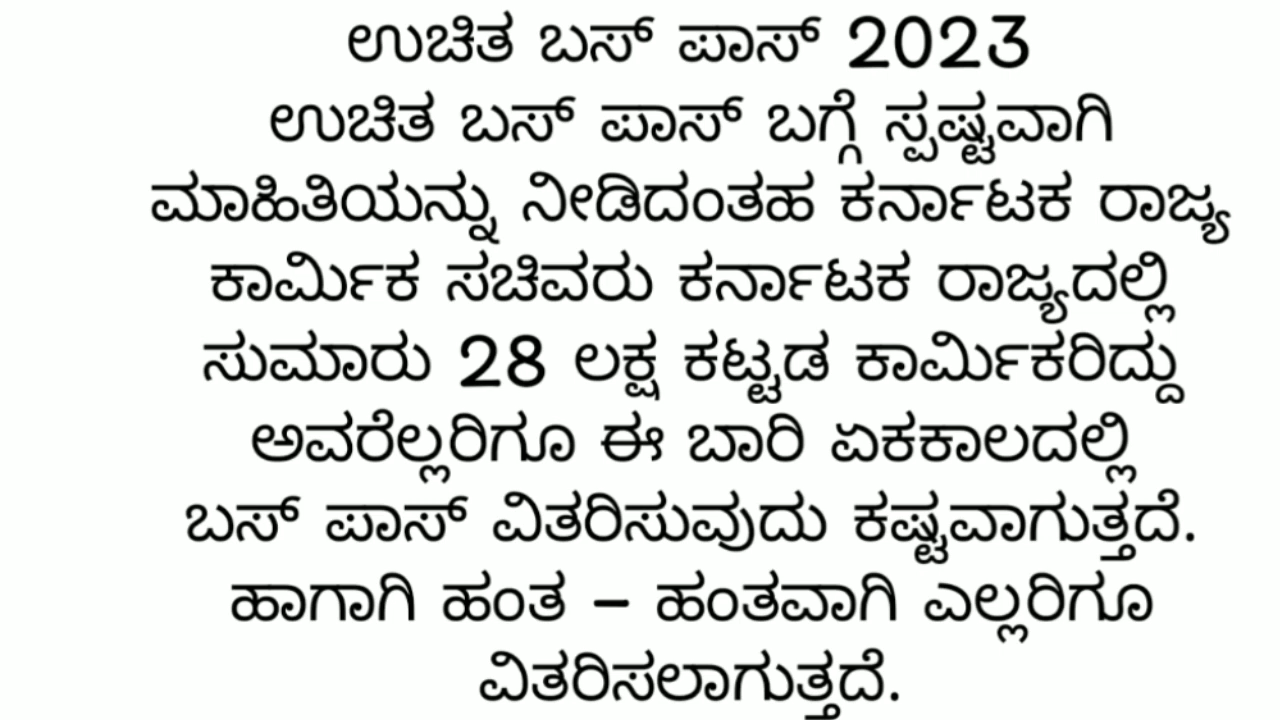 ಉಚಿತ ಬಸ್ ಪಾಸ್ 2023
ಉಚಿತ ಬಸ್ ಪಾಸ್ ಬಗ್ಗೆ ಸ್ಪಷ್ಟವಾಗಿ
ಮಾಹಿತಿಯನ್ನು ನೀಡಿದಂತಹ ಕರ್ನಾಟಕ ರಾಜ್ಯ
ಕಾರ್ಮಿಕ ಸಚಿವರು ಕರ್ನಾಟಕ ರಾಜ್ಯದಲ್ಲಿ
ಸುಮಾರು 28 ಲಕ್ಷ ಕಟ್ಟಡ ಕಾರ್ಮಿಕರಿದ್ದು
ಅವರೆಲ್ಲರಿಗೂ ಈ ಬಾರಿ ಏಕಕಾಲದಲ್ಲಿ
ಬಸ್ ಪಾಸ್ ವಿತರಿಸುವುದು ಕಷ್ಟವಾಗುತ್ತದೆ.
ಹಾಗಾಗಿ ಹಂತ – ಹಂತವಾಗಿ ಎಲ್ಲರಿಗೂ
ವಿತರಿಸಲಾಗುತ್ತದೆ.